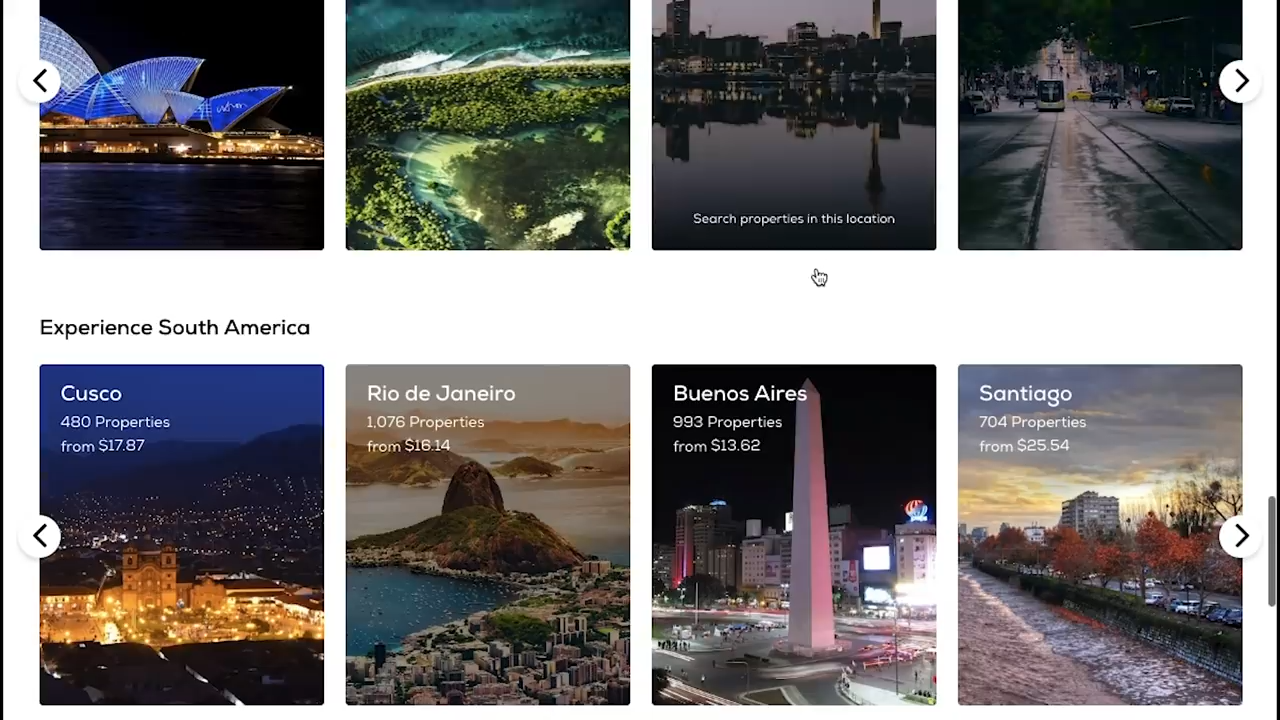 Search properties in this location
Experience South America
Cusco
480 Properties
from $17.87
Rio de Janeiro
1,076 Properties
from $16.14
Buenos Aires
993 Properties
from $13.62
Santiago
704 Properties
from $25.54